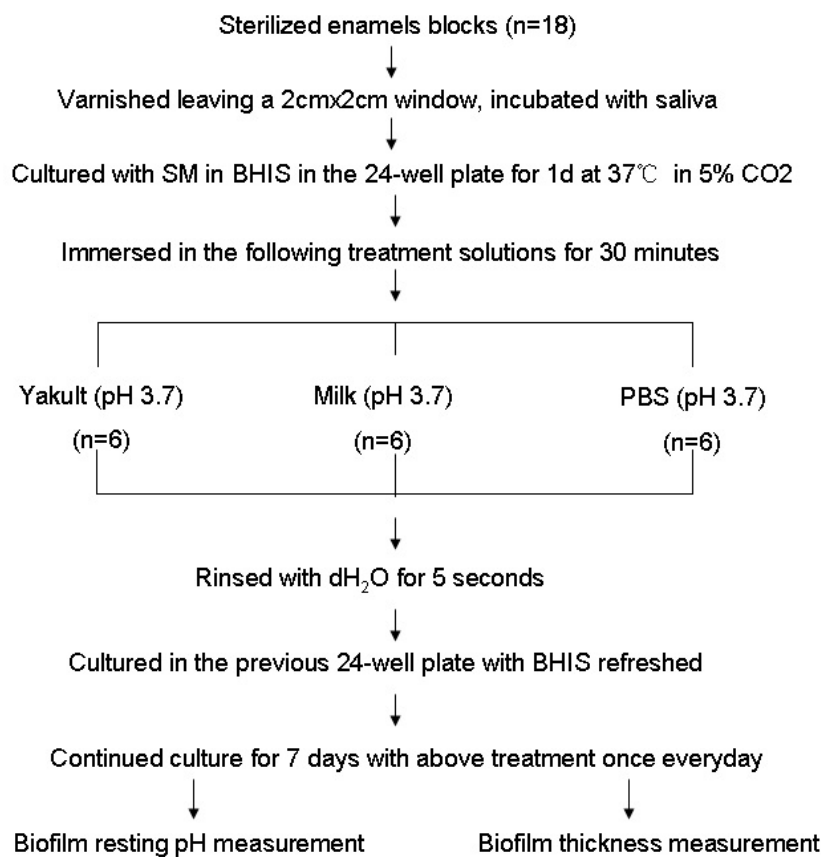 Sterilized enamels blocks (n=18)
Varnished leaving a 2cmx2cm window, incubated with saliva
Cultured with SM in BHIS in the 24-well plate for 1d at 37℃ in 5% CO2
Immersed in the following treatment solutions for 30 minutes
Yakult (pH 3.7) Milk (pH 3.7) PBS (pH 3.7)
(n=6) (n=6) (n=6)
Rinsed with dH₂O for 5 seconds
Cultured in the previous 24-well plate with BHIS refreshed
Continued culture for 7 days with above treatment once everyday
Biofilm resting pH measurement Biofilm thickness measurement